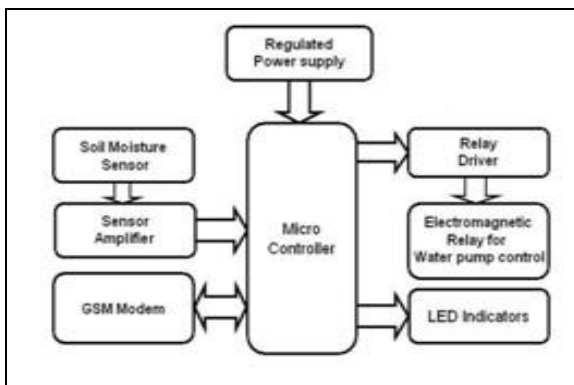 Regulated
Power supply
Soil Moisture
Sensor
Sensor
Amplifier
GSM Modem
Micro
Controller
Relay
Driver
Electromagnetic
Relay for
Water pump control
LED Indicators